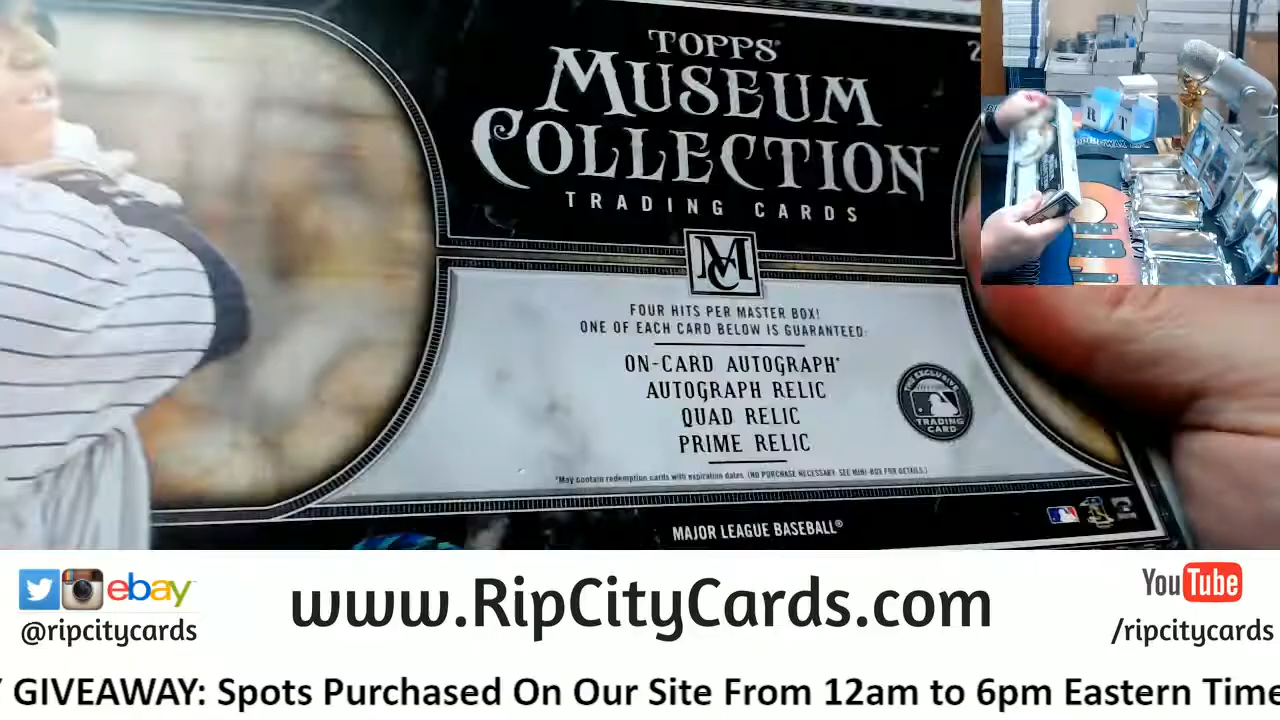 TOPPS®
MUSEUM
COLLECTION™
TRADING CARDS
MC
FOUR HITS PER MASTER BOX!
ONE OF EACH CARD BELOW IS GUARANTEED:
ON-CARD AUTOGRAPH*
AUTOGRAPH RELIC
QUAD RELIC
PRIME RELIC
THE EXCLUSIVE
TRADING
CARD
*May contain redemption cards with expiration dates. (NO PURCHASE NECESSARY. SEE MINI-BOX FOR DETAILS.)
MAJOR LEAGUE BASEBALL®
R T
ebay™
@ripcitycards
www.RipCityCards.com
YouTube
/ripcitycards
Y GIVEAWAY: Spots Purchased On Our Site From 12am to 6pm Eastern Time